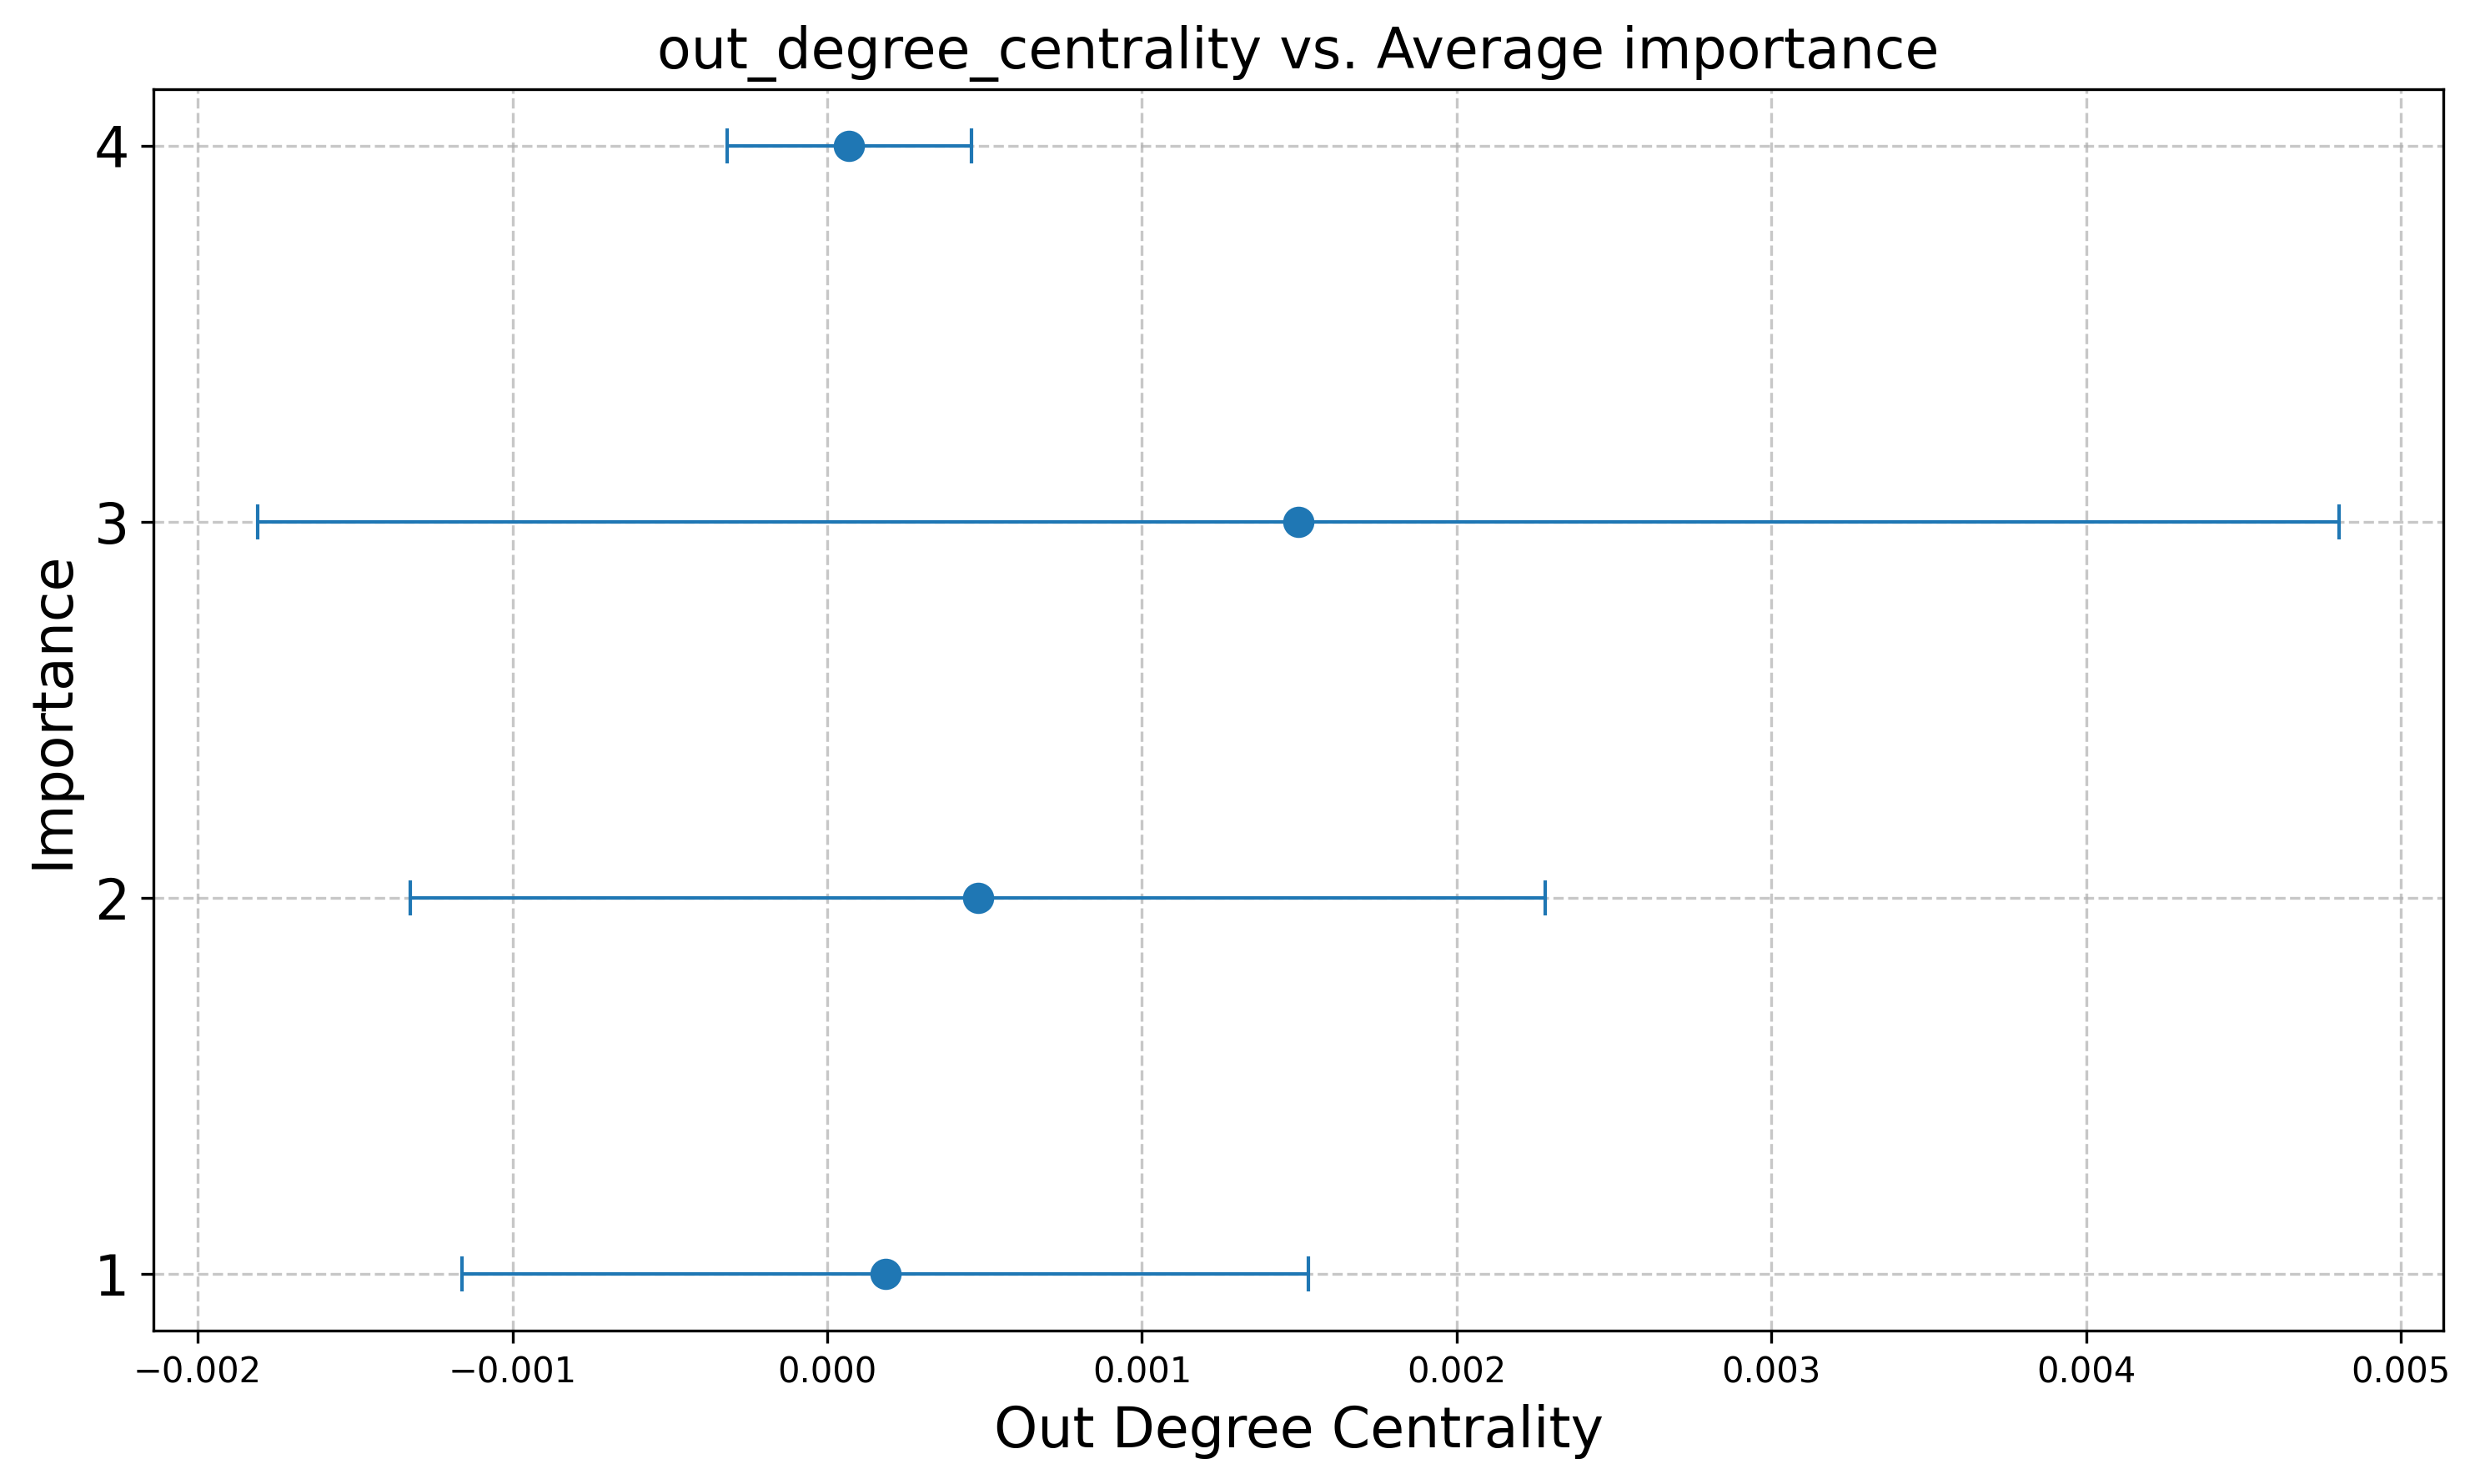 out_degree_centrality vs. Average importance
4
3
2
1
Importance
−0.002 −0.001 0.000 0.001 0.002 0.003 0.004 0.005
Out Degree Centrality